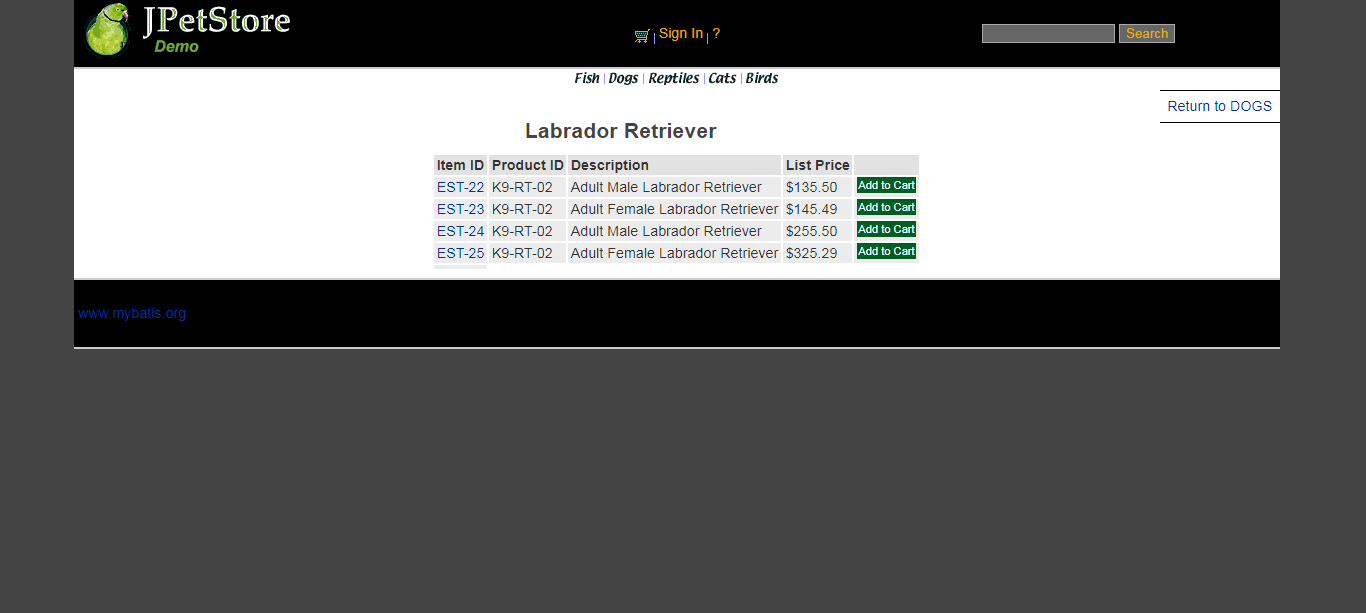 JPetStore
Demo
Sign In | ?
Search
Fish | Dogs | Reptiles | Cats | Birds
Return to DOGS
Labrador Retriever
Item ID Product ID Description List Price
EST-22 K9-RT-02 Adult Male Labrador Retriever $135.50 Add to Cart
EST-23 K9-RT-02 Adult Female Labrador Retriever $145.49 Add to Cart
EST-24 K9-RT-02 Adult Male Labrador Retriever $255.50 Add to Cart
EST-25 K9-RT-02 Adult Female Labrador Retriever $325.29 Add to Cart
www.mybatis.org